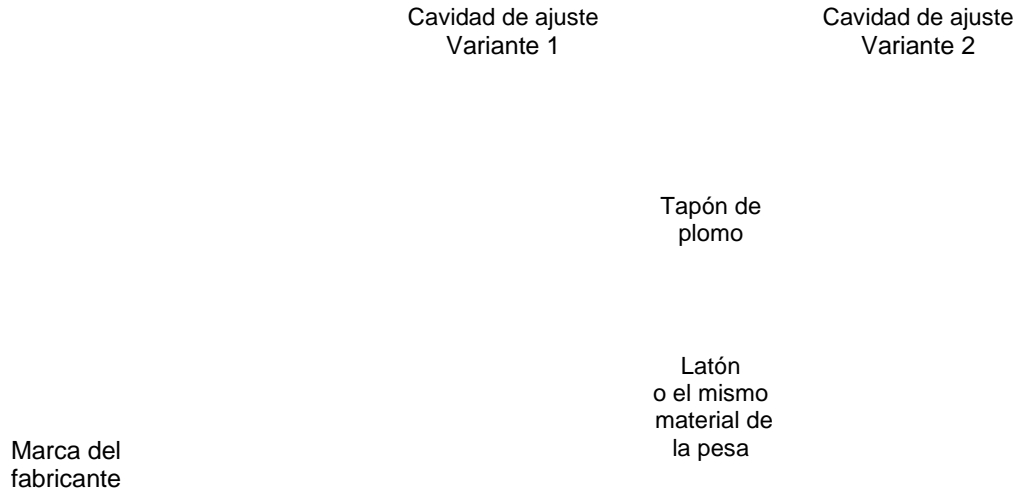 Cavidad de ajuste
Variante 1
Cavidad de ajuste
Variante 2
Tapón de
plomo
Latón
o el mismo
material de
la pesa
Marca del
fabricante